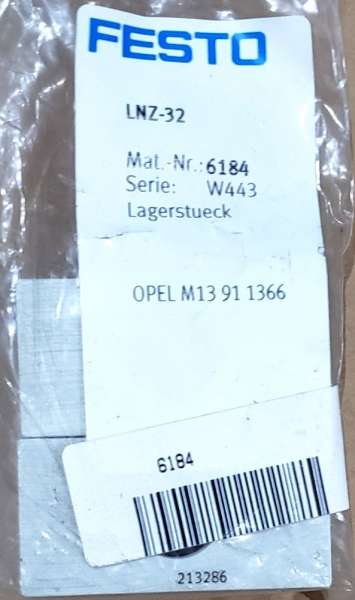 FESTO
LNZ-32
Mat.-Nr.: 6184
Serie: W443
Lagerstueck
OPEL M13 91 1366
6184
213286